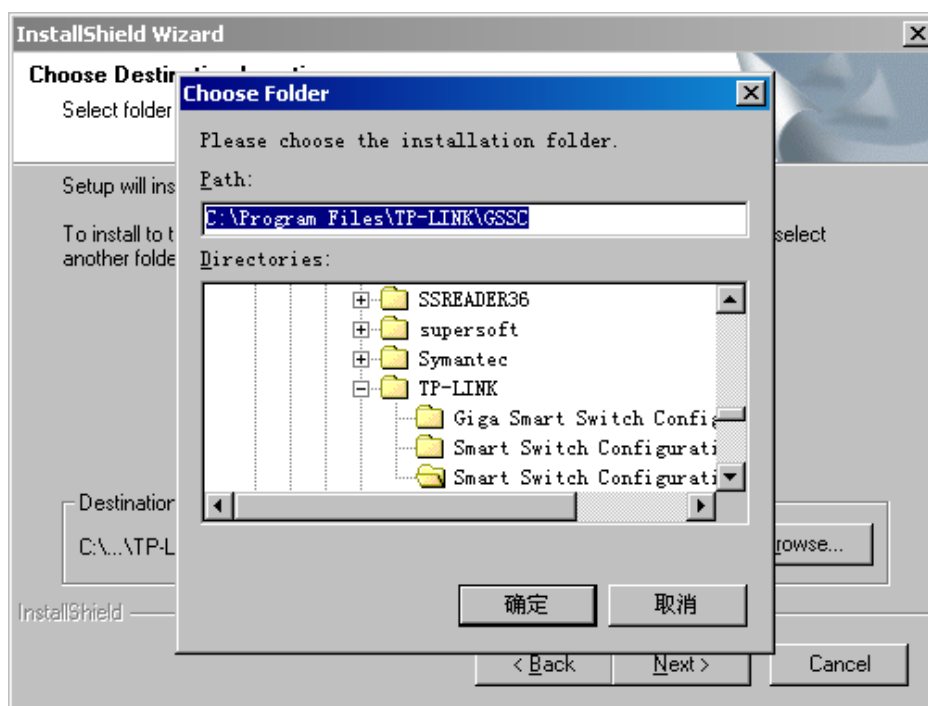 InstallShield Wizard
Choose Destination Location
Select folder
Setup will ins
To install to t
select
another folde
Choose Folder
Please choose the installation folder.
Path:
C:\Program Files\TP-LINK\GSSC
Directories:
SSREADER36
supersoft
Symantec
TP-LINK
Giga Smart Switch Config
Smart Switch Configurati
Smart Switch Configurati
确定 取消
Destination
C:\...\TP-L
rowse...
InstallShield
< Back Next > Cancel